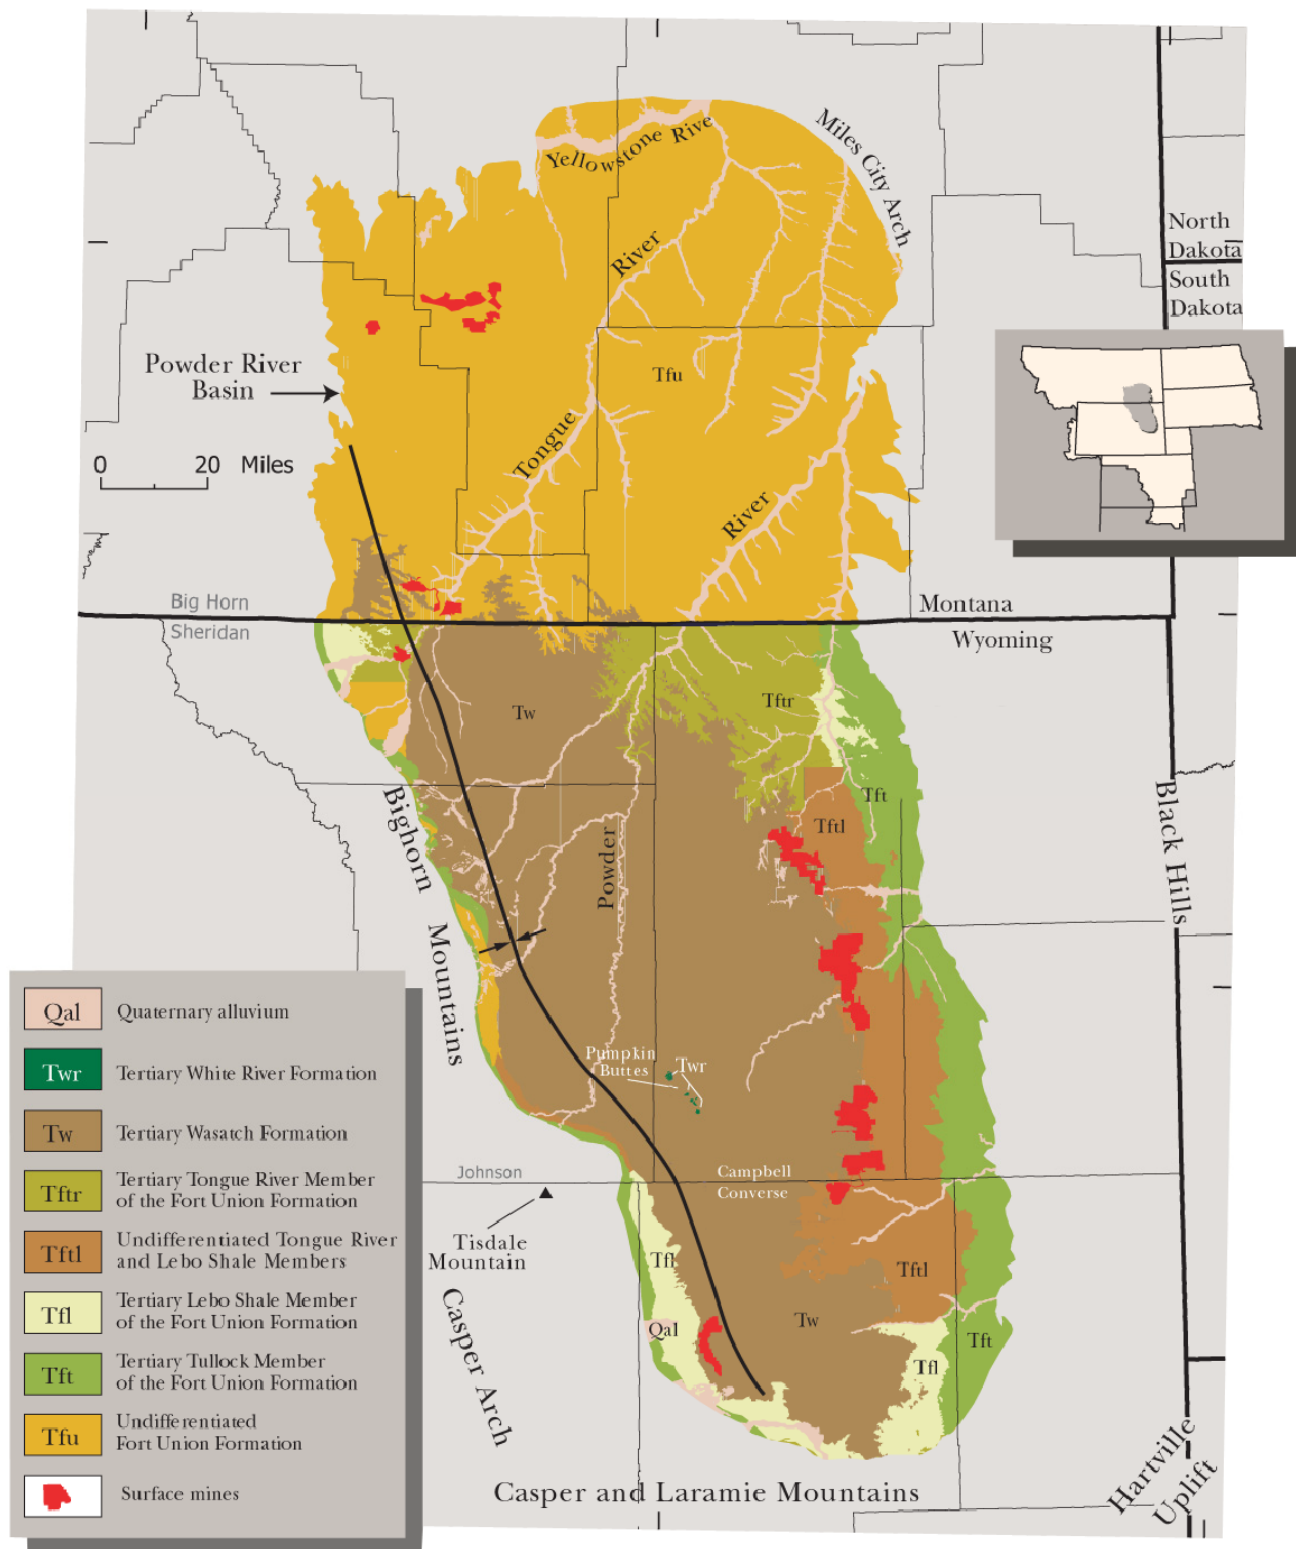 Yellowstone Rive
Miles City Arch
North
Dakota
South
Dakota
River
Powder River
Basin
Tfu
0 20 Miles
Tongue
River
Big Horn
Montana
Sheridan
Wyoming
Tw
Tftr
Tft
Tftl
Bighorn
Mountains
Powder
Black Hills
Pumpkin
Buttes
Twr
Campbell
Converse
Johnson
Tisdale
Mountain
Casper Arch
Tfl
Qal
Tw
Tftl
Tfl
Tft
Casper and Laramie Mountains
Hartville
Uplift
Qal Quaternary alluvium
Twr Tertiary White River Formation
Tw Tertiary Wasatch Formation
Tftr Tertiary Tongue River Member
of the Fort Union Formation
Tftl Undifferentiated Tongue River
and Lebo Shale Members
Tfl Tertiary Lebo Shale Member
of the Fort Union Formation
Tft Tertiary Tullock Member
of the Fort Union Formation
Tfu Undifferentiated
Fort Union Formation
Surface mines